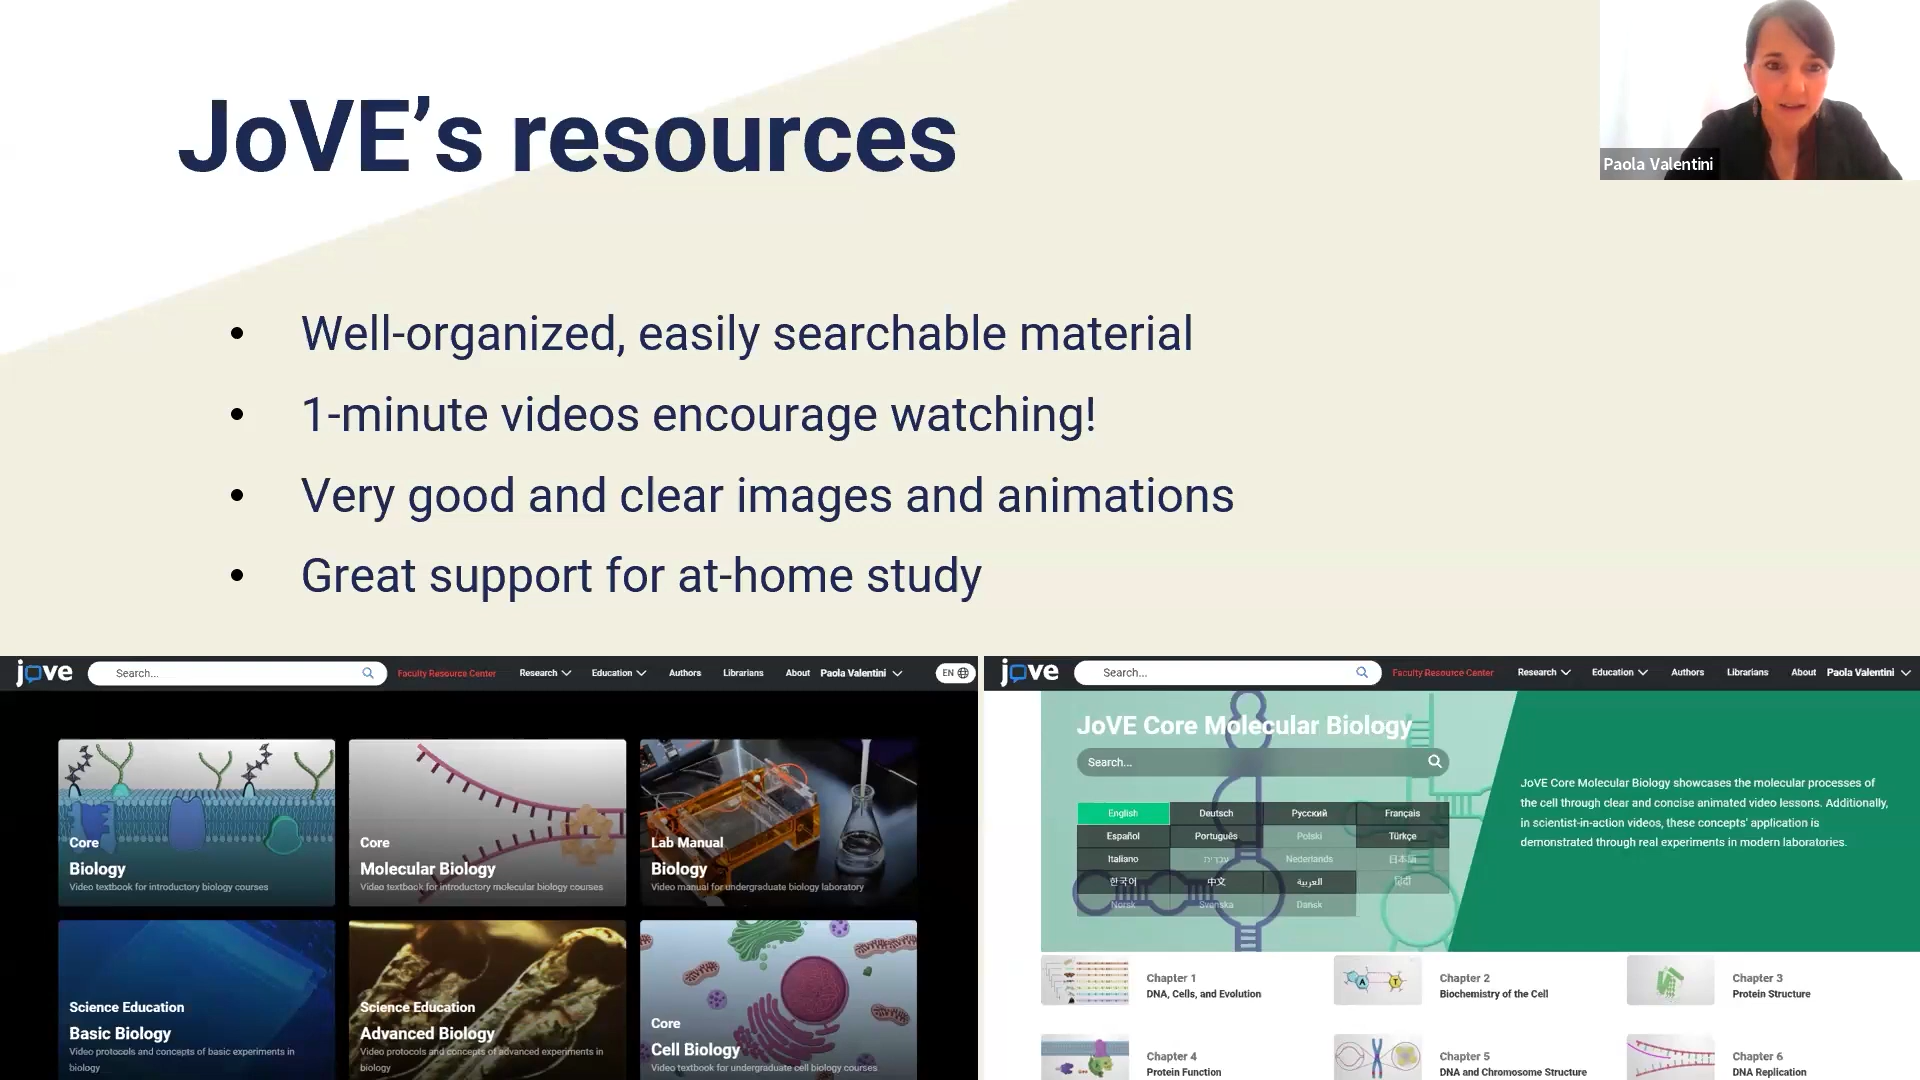 JoVE’s resources
Paola Valentini
• Well-organized, easily searchable material
• 1-minute videos encourage watching!
• Very good and clear images and animations
• Great support for at-home study
jove Search... Faculty Resource Center Research Education Authors Librarians About Paola Valentini EN
Core
Biology
Video textbook for introductory biology courses
Core
Molecular Biology
Video textbook for introductory molecular biology courses
Lab Manual
Biology
Video manual for undergraduate biology laboratory
Science Education
Basic Biology
Video protocols and concepts of basic experiments in
biology
Science Education
Advanced Biology
Video protocols and concepts of advanced experiments in
biology
Core
Cell Biology
Video textbook for undergraduate cell biology courses
jove Search... Faculty Resource Center Research Education Authors Librarians About Paola Valentini
JoVE Core Molecular Biology
Search...
English Deutsch Русский Français
Español Português Polski Türkçe
Italiano עברית Nederlands 日本語
한국어 中文 العربية हिंदी
Norsk Svenska Dansk
JoVE Core Molecular Biology showcases the molecular processes of
the cell through clear and concise animated video lessons. Additionally,
in scientist-in-action videos, these concepts' application is
demonstrated through real experiments in modern laboratories.
Chapter 1
DNA, Cells, and Evolution
A T
Chapter 2
Biochemistry of the Cell
Chapter 3
Protein Structure
Chapter 4
Protein Function
Chapter 5
DNA and Chromosome Structure
Chapter 6
DNA Replication